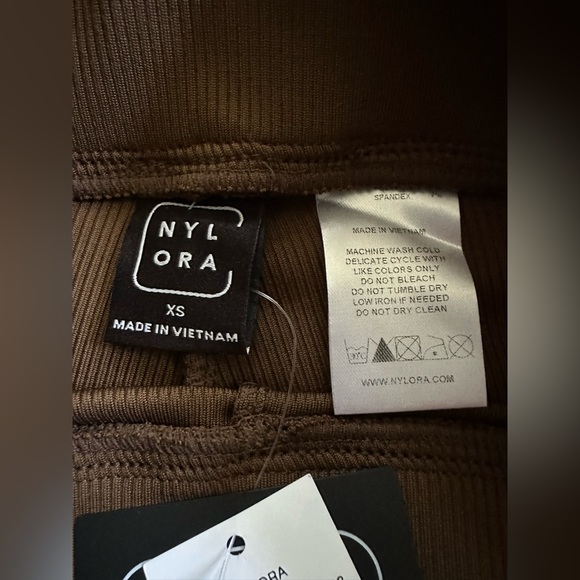 NYL
ORA
XS
MADE IN VIETNAM
SPANDEX
MADE IN VIETNAM
MACHINE WASH COLD
DELICATE CYCLE WITH
LIKE COLORS ONLY
DO NOT BLEACH
DO NOT TUMBLE DRY
LOW IRON IF NEEDED
DO NOT DRY CLEAN
WWW.NYLORA.COM
ORA